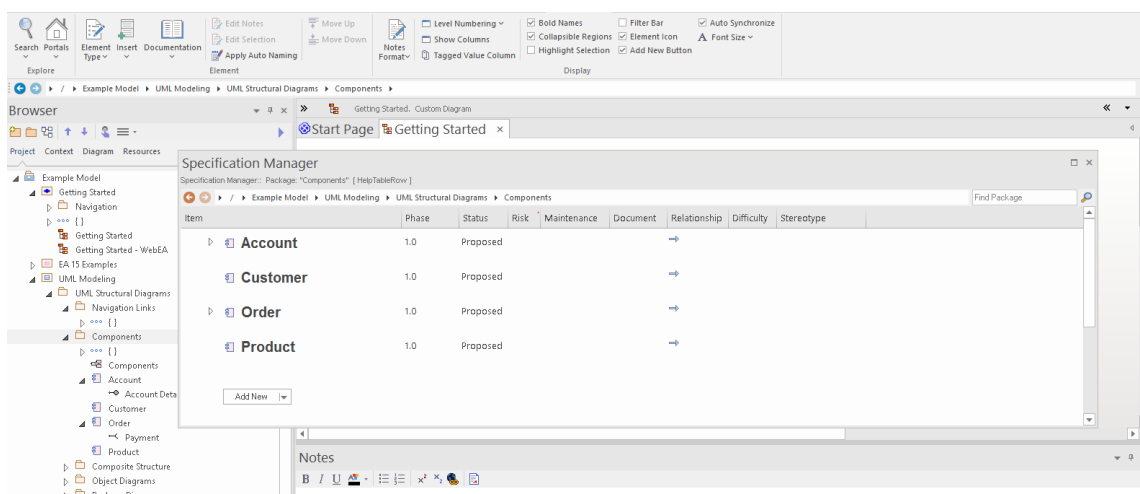 Edit Notes Move Up Level Numbering Bold Names Filter Bar Auto Synchronize
Edit Selection Move Down Show Columns Collapsible Regions Element Icon A Font Size
Search Portals Element Type Insert Documentation Apply Auto Naming Notes Format Tagged Value Column Highlight Selection Add New Button
Explore Element Display
/ Example Model UML Modeling UML Structural Diagrams Components
Browser
Getting Started. Custom Diagram
Start Page Getting Started ×
Project Context Diagram Resources
Example Model
Getting Started
Navigation
{ }
Getting Started
Getting Started - WebEA
EA 15 Examples
UML Modeling
UML Structural Diagrams
Navigation Links
{ }
Components
{ }
Components
Account
Account Deta
Customer
Order
Payment
Product
Composite Structure
Object Diagrams
Specification Manager
Specification Manager:: Package: "Components" [ HelpTableRow ]
/ Example Model UML Modeling UML Structural Diagrams Components Find Package
Item Phase Status Risk Maintenance Document Relationship Difficulty Stereotype
Account 1.0 Proposed
Customer 1.0 Proposed
Order 1.0 Proposed
Product 1.0 Proposed
Add New
Notes
B I U A x² x₂